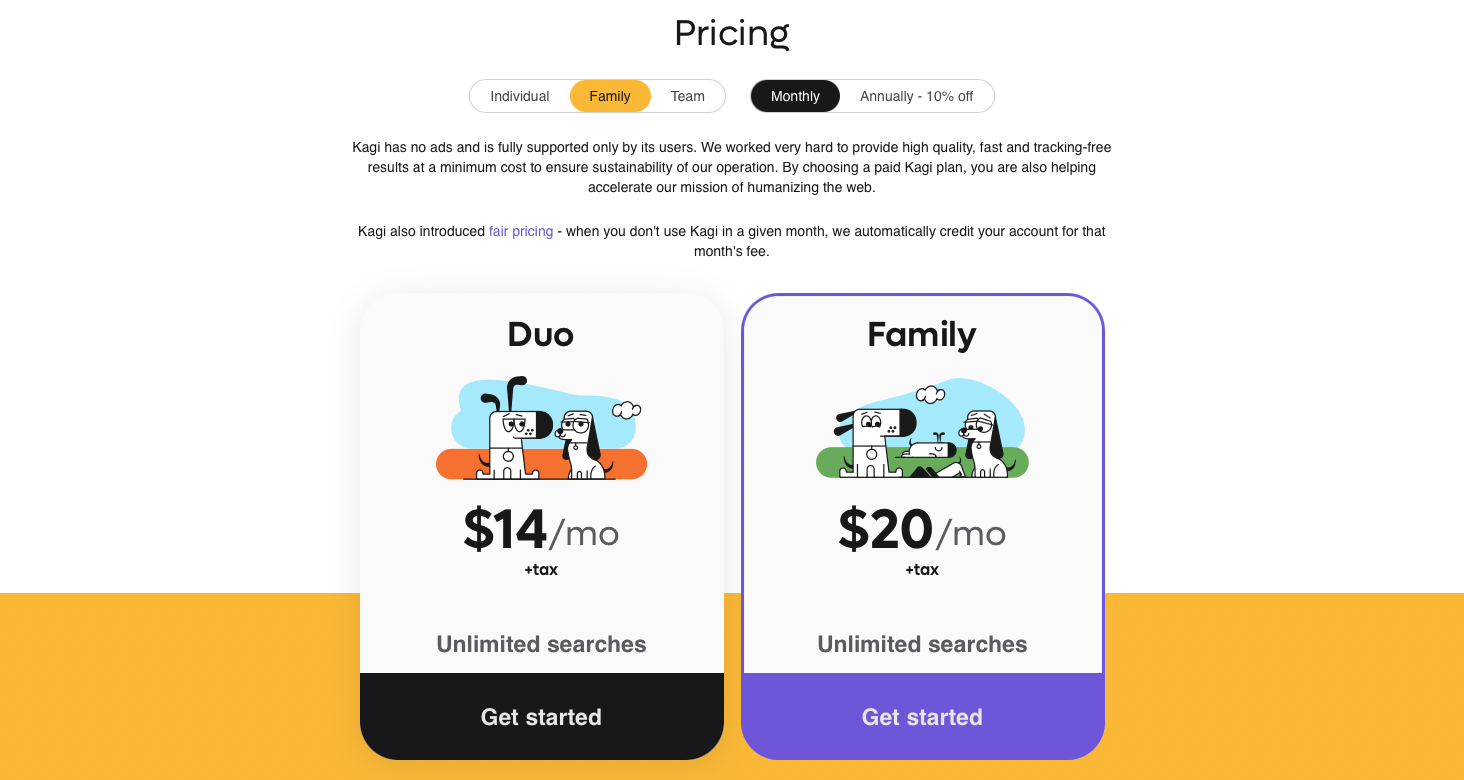 Pricing
Individual Family Team Monthly Annually - 10% off
Kagi has no ads and is fully supported only by its users. We worked very hard to provide high quality, fast and tracking-free
results at a minimum cost to ensure sustainability of our operation. By choosing a paid Kagi plan, you are also helping
accelerate our mission of humanizing the web.
Kagi also introduced fair pricing - when you don't use Kagi in a given month, we automatically credit your account for that
month's fee.
Duo
$14/mo
+tax
Unlimited searches
Get started
Family
$20/mo
+tax
Unlimited searches
Get started